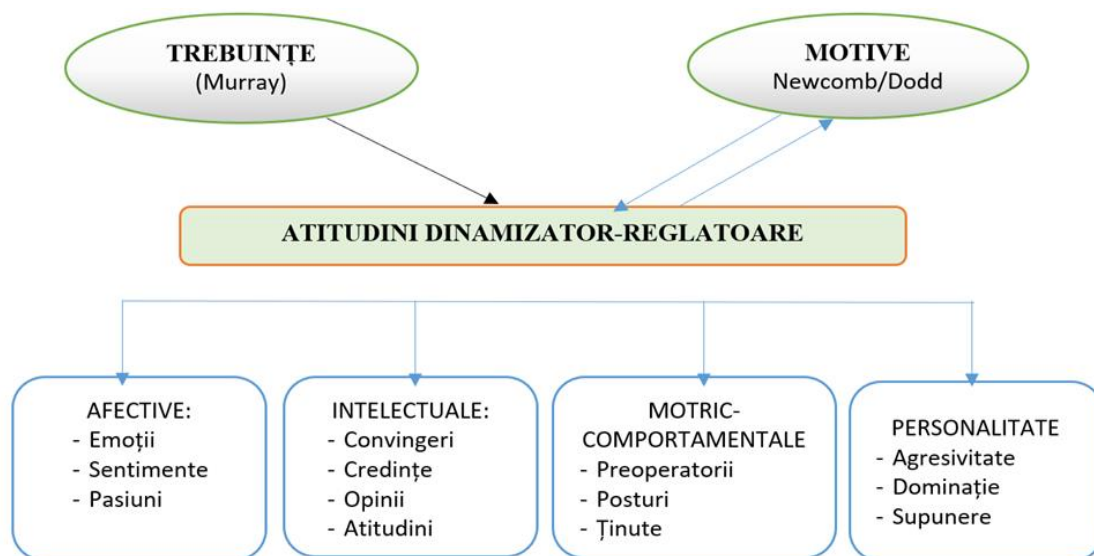 TREBUINȚE
(Murray)
MOTIVE
Newcomb/Dodd
ATITUDINI DINAMIZATOR-REGLATOARE
AFECTIVE:
- Emoții
- Sentimente
- Pasiuni
INTELECTUALE:
- Convingeri
- Credințe
- Opinii
- Atitudini
MOTRIC-
COMPORTAMENTALE
- Preoperatorii
- Posturi
- Ținute
PERSONALITATE
- Agresivitate
- Dominație
- Supunere